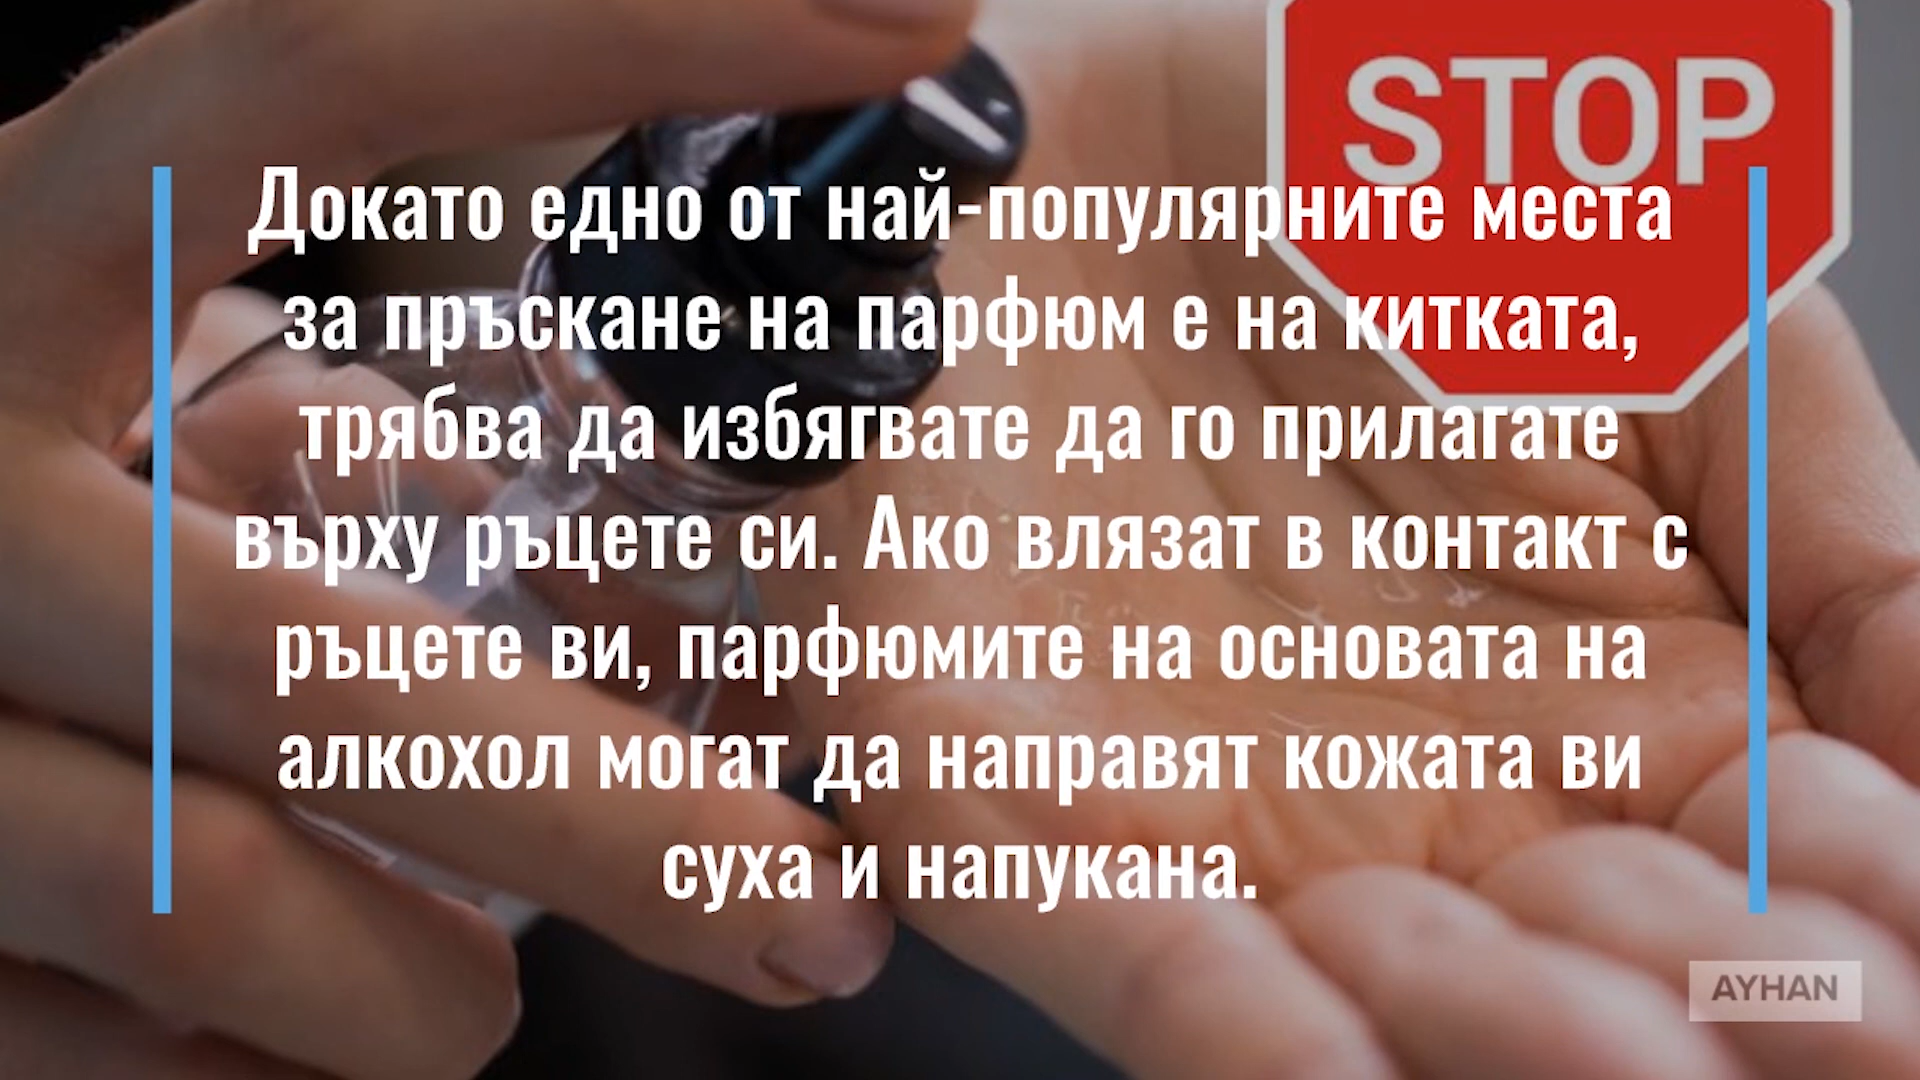 STOP
Докато едно от най-популярните места
за пръскане на парфюм е на китката,
трябва да избягвате да го прилагате
върху ръцете си. Ако влязат в контакт с
ръцете ви, парфюмите на основата на
алкохол могат да направят кожата ви
суха и напукана.
AYHAN